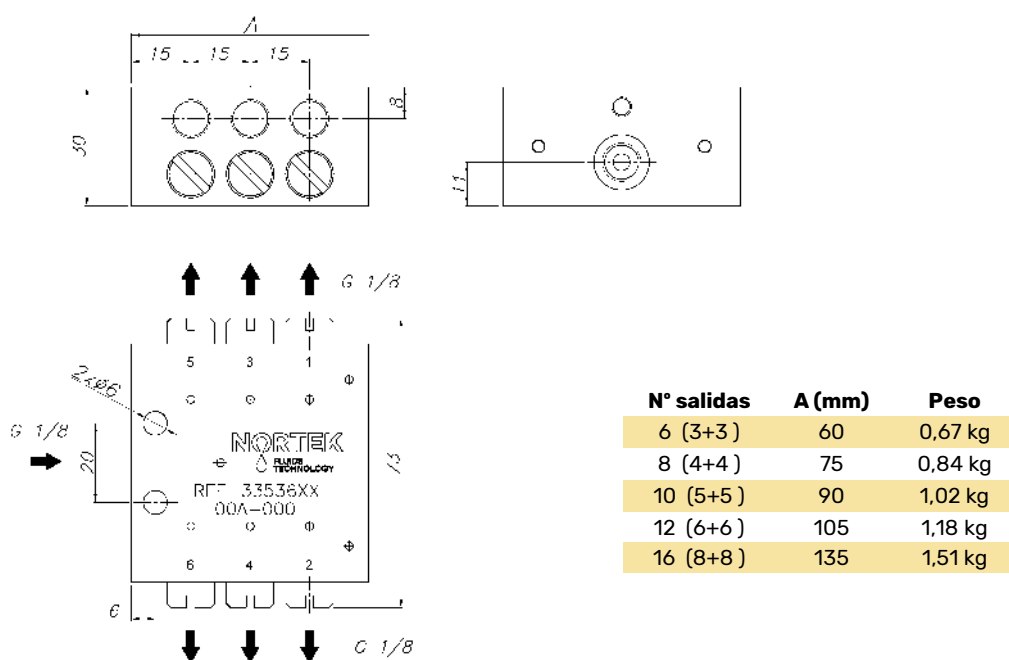 A
15 15 15
8
30
11
G 1/8
5 3 1
2xø6
G 1/8
20
NORTEK
FLUIDS
TECHNOLOGY
REF. 33536XX
00A-000
6 4 2
6
G 1/8
Nº salidas A (mm) Peso
6 (3+3 ) 60 0,67 kg
8 (4+4 ) 75 0,84 kg
10 (5+5 ) 90 1,02 kg
12 (6+6 ) 105 1,18 kg
16 (8+8 ) 135 1,51 kg